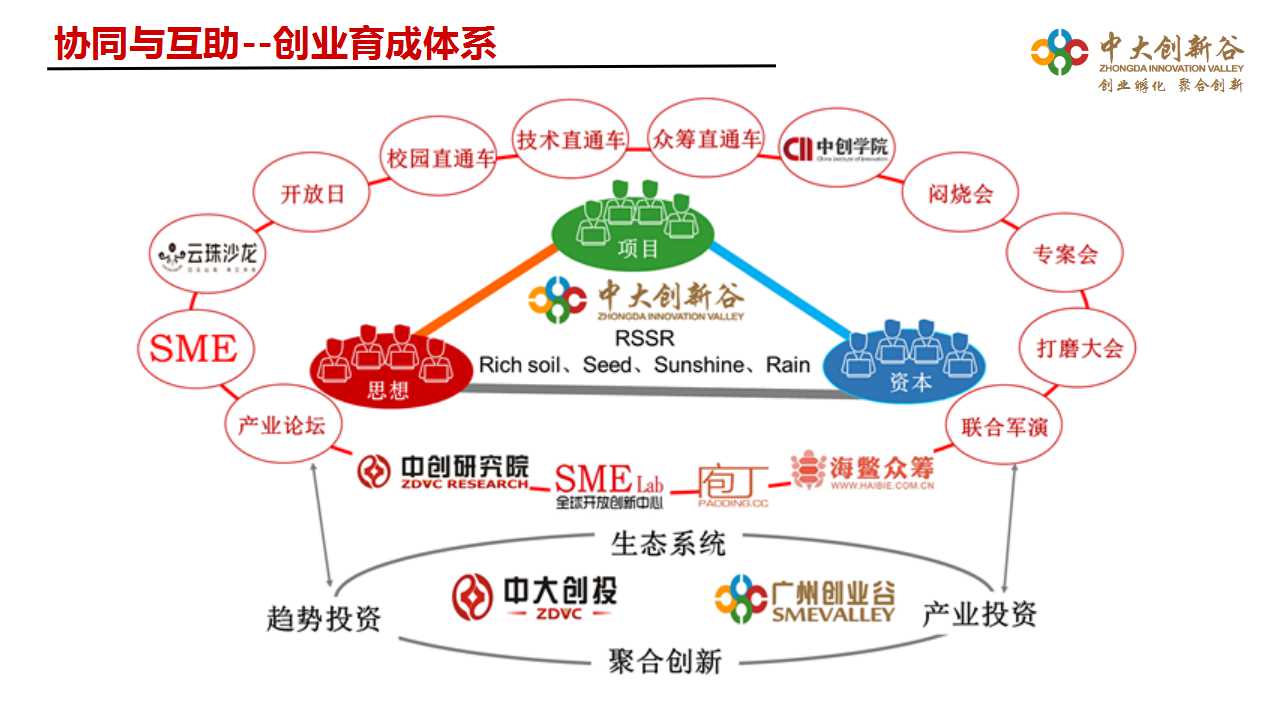 协同与互助--创业育成体系
中大创新谷
ZHONGDA INNOVATION VALLEY
创业孵化 聚合创新
技术直通车
众筹直通车
校园直通车
中创学院
China Institute of Innovation
开放日
闷烧会
云珠沙龙
专案会
项目
中大创新谷
ZHONGDA INNOVATION VALLEY
RSSR
Rich soil、Seed、Sunshine、Rain
SME
打磨大会
思想
资本
产业论坛
联合军演
中创研究院
ZDVC RESEARCH
SME Lab
全球开放创新中心
庖丁
PAODING.CC
海鳖众筹
WWW.HAIBIE.COM.CN
生态系统
中大创投
ZDVC
广州创业谷
SMEVALLEY
趋势投资
产业投资
聚合创新